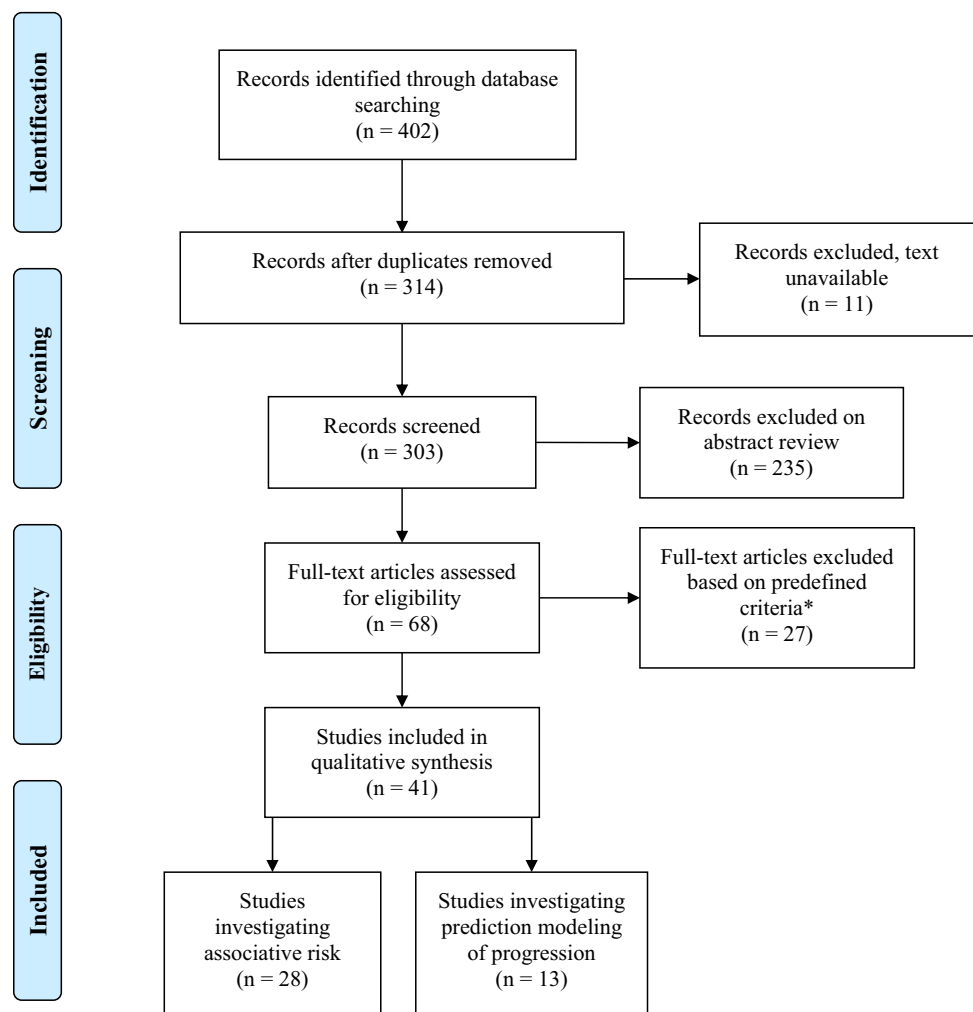 Identification
Records identified through database
searching
(n = 402)
Records after duplicates removed
(n = 314)
Records excluded, text
unavailable
(n = 11)
Screening
Records screened
(n = 303)
Records excluded on
abstract review
(n = 235)
Eligibility
Full-text articles assessed
for eligibility
(n = 68)
Full-text articles excluded
based on predefined
criteria*
(n = 27)
Studies included in
qualitative synthesis
(n = 41)
Included
Studies
investigating
associative risk
(n = 28)
Studies investigating
prediction modeling
of progression
(n = 13)